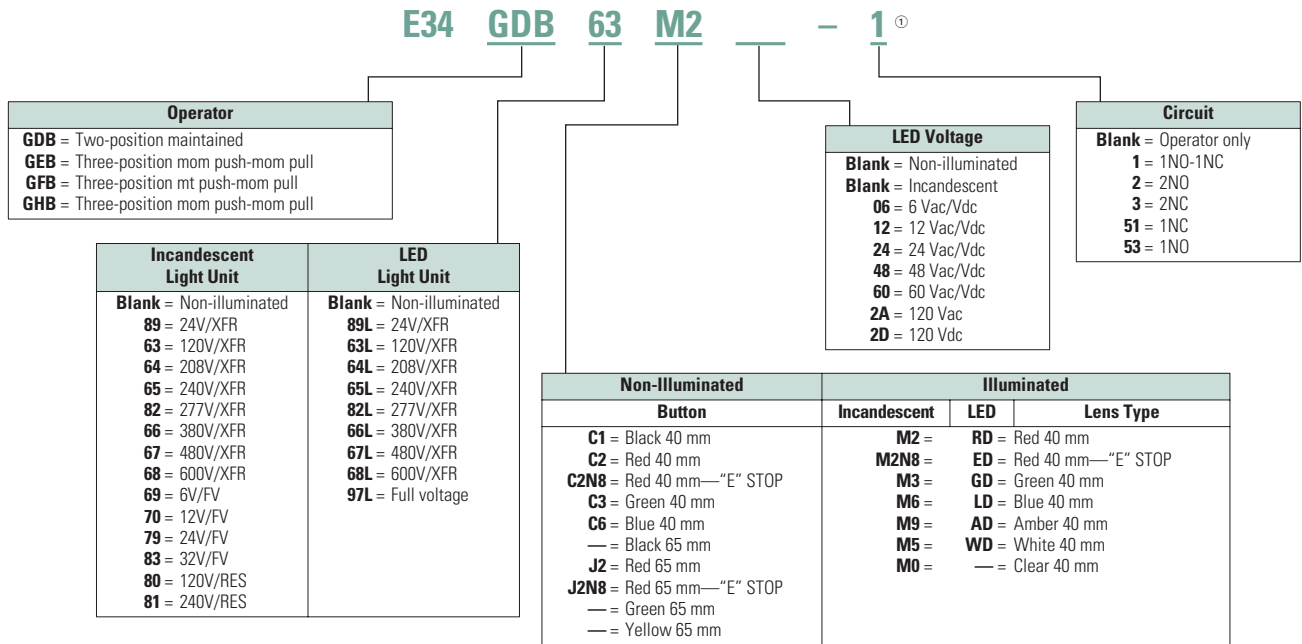 E34 GDB 63 M2 __ – 1 ①
Operator
GDB = Two-position maintained
GEB = Three-position mom push-mom pull
GFB = Three-position mt push-mom pull
GHB = Three-position mom push-mom pull
LED Voltage
Blank = Non-illuminated
Blank = Incandescent
06 = 6 Vac/Vdc
12 = 12 Vac/Vdc
24 = 24 Vac/Vdc
48 = 48 Vac/Vdc
60 = 60 Vac/Vdc
2A = 120 Vac
2D = 120 Vdc
Circuit
Blank = Operator only
1 = 1NO-1NC
2 = 2NO
3 = 2NC
51 = 1NC
53 = 1NO
Incandescent
Light Unit
Blank = Non-illuminated
89 = 24V/XFR
63 = 120V/XFR
64 = 208V/XFR
65 = 240V/XFR
82 = 277V/XFR
66 = 380V/XFR
67 = 480V/XFR
68 = 600V/XFR
69 = 6V/FV
70 = 12V/FV
79 = 24V/FV
83 = 32V/FV
80 = 120V/RES
81 = 240V/RES
LED
Light Unit
Blank = Non-illuminated
89L = 24V/XFR
63L = 120V/XFR
64L = 208V/XFR
65L = 240V/XFR
82L = 277V/XFR
66L = 380V/XFR
67L = 480V/XFR
68L = 600V/XFR
97L = Full voltage
Non-Illuminated
Button
C1 = Black 40 mm
C2 = Red 40 mm
C2N8 = Red 40 mm—“E” STOP
C3 = Green 40 mm
C6 = Blue 40 mm
— = Black 65 mm
J2 = Red 65 mm
J2N8 = Red 65 mm—“E” STOP
— = Green 65 mm
— = Yellow 65 mm
Illuminated
Incandescent LED Lens Type
M2 = RD = Red 40 mm
M2N8 = ED = Red 40 mm—“E” STOP
M3 = GD = Green 40 mm
M6 = LD = Blue 40 mm
M9 = AD = Amber 40 mm
M5 = WD = White 40 mm
M0 = — = Clear 40 mm